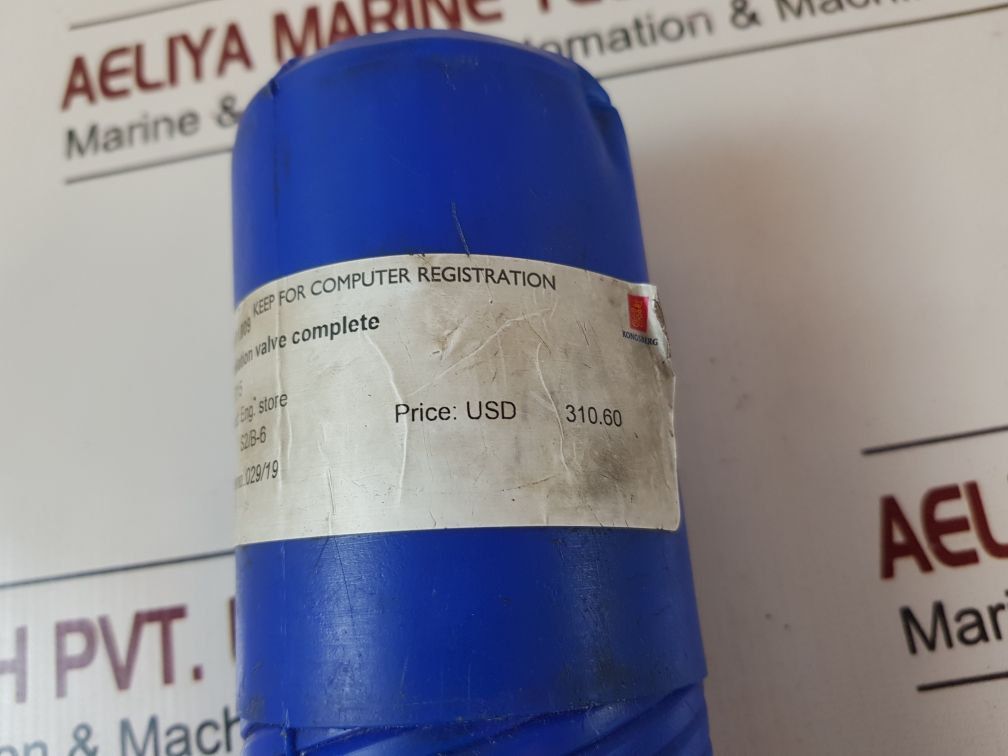 AELIYA MARINE
Marine & omation &
KEEP FOR COMPUTER REGISTRATION
valve complete
KONGSBERG
Eng. store
Price: USD 310.60
S2/B-6
029/19
AEL
Mar
H PVT.
n & Mach